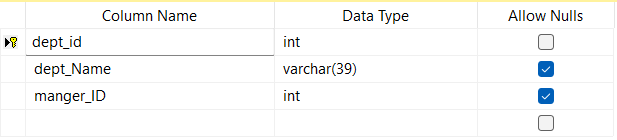 Column Name Data Type Allow Nulls
dept_id int
dept_Name varchar(39)
manger_ID int